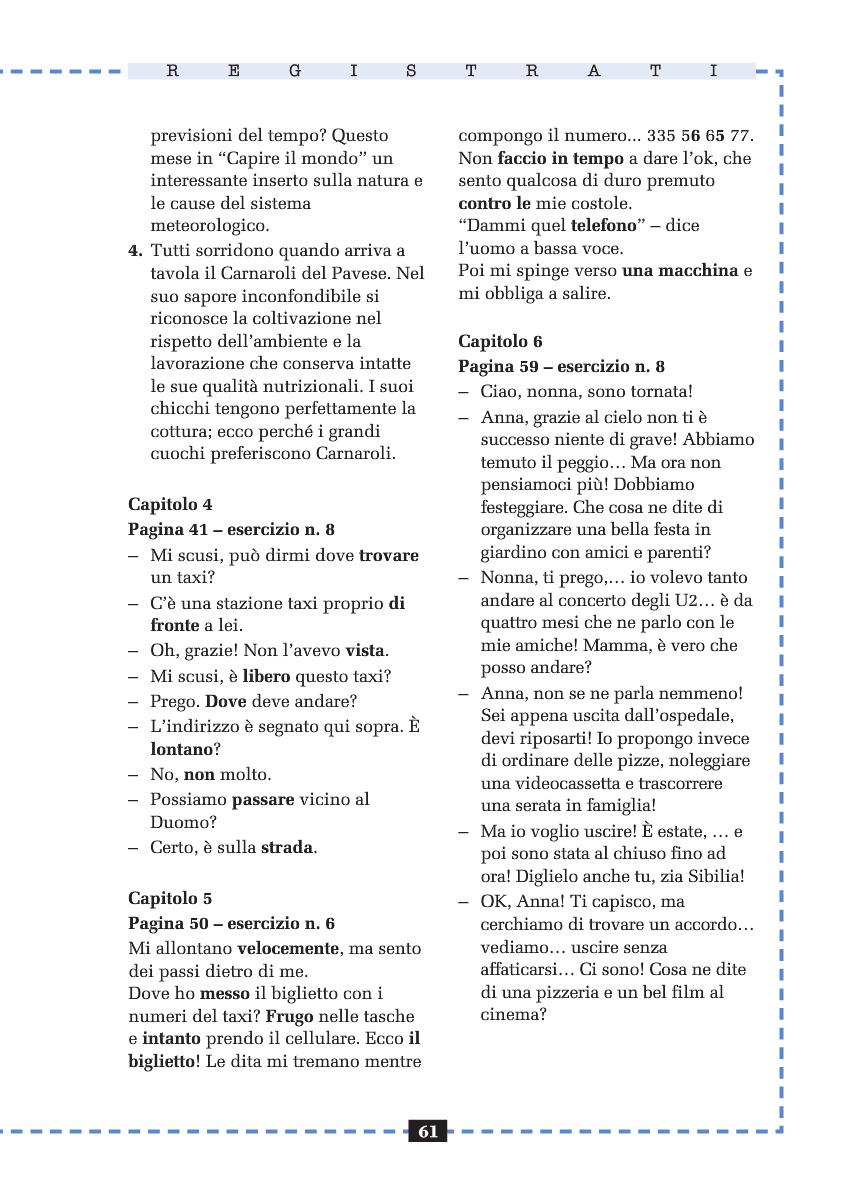 R E G I S T R A T I
previsioni del tempo? Questo
mese in “Capire il mondo” un
interessante inserto sulla natura e
le cause del sistema
meteorologico.
4. Tutti sorridono quando arriva a
tavola il Carnaroli del Pavese. Nel
suo sapore inconfondibile si
riconosce la coltivazione nel
rispetto dell’ambiente e la
lavorazione che conserva intatte
le sue qualità nutrizionali. I suoi
chicchi tengono perfettamente la
cottura; ecco perché i grandi
cuochi preferiscono Carnaroli.
Capitolo 4
Pagina 41 – esercizio n. 8
– Mi scusi, può dirmi dove trovare
un taxi?
– C’è una stazione taxi proprio di
fronte a lei.
– Oh, grazie! Non l’avevo vista.
– Mi scusi, è libero questo taxi?
– Prego. Dove deve andare?
– L’indirizzo è segnato qui sopra. È
lontano?
– No, non molto.
– Possiamo passare vicino al
Duomo?
– Certo, è sulla strada.
Capitolo 5
Pagina 50 – esercizio n. 6
Mi allontano velocemente, ma sento
dei passi dietro di me.
Dove ho messo il biglietto con i
numeri del taxi? Frugo nelle tasche
e intanto prendo il cellulare. Ecco il
biglietto! Le dita mi tremano mentre
compongo il numero... 335 56 65 77.
Non faccio in tempo a dare l’ok, che
sento qualcosa di duro premuto
contro le mie costole.
“Dammi quel telefono” – dice
l’uomo a bassa voce.
Poi mi spinge verso una macchina e
mi obbliga a salire.
Capitolo 6
Pagina 59 – esercizio n. 8
– Ciao, nonna, sono tornata!
– Anna, grazie al cielo non ti è
successo niente di grave! Abbiamo
temuto il peggio… Ma ora non
pensiamoci più! Dobbiamo
festeggiare. Che cosa ne dite di
organizzare una bella festa in
giardino con amici e parenti?
– Nonna, ti prego,… io volevo tanto
andare al concerto degli U2… è da
quattro mesi che ne parlo con le
mie amiche! Mamma, è vero che
posso andare?
– Anna, non se ne parla nemmeno!
Sei appena uscita dall’ospedale,
devi riposarti! Io propongo invece
di ordinare delle pizze, noleggiare
una videocassetta e trascorrere
una serata in famiglia!
– Ma io voglio uscire! È estate, … e
poi sono stata al chiuso fino ad
ora! Diglielo anche tu, zia Sibilia!
– OK, Anna! Ti capisco, ma
cerchiamo di trovare un accordo…
vediamo… uscire senza
affaticarsi… Ci sono! Cosa ne dite
di una pizzeria e un bel film al
cinema?
61